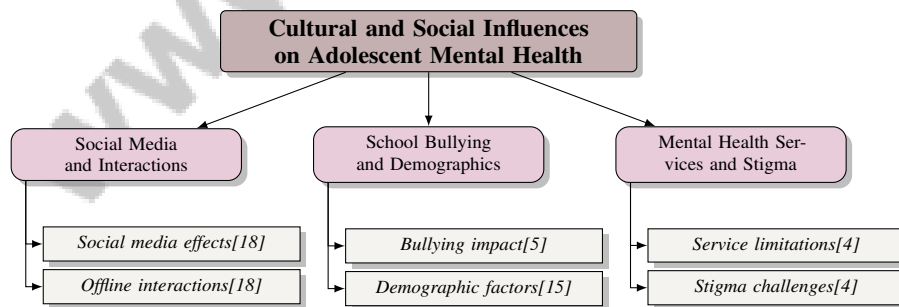 Cultural and Social Influences
on Adolescent Mental Health
Social Media
and Interactions
School Bullying
and Demographics
Mental Health Ser-
vices and Stigma
Social media effects[18]
Offline interactions[18]
Bullying impact[5]
Demographic factors[15]
Service limitations[4]
Stigma challenges[4]
www